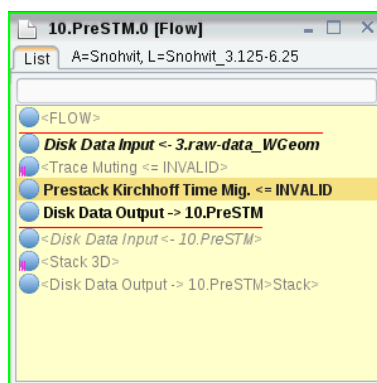 10.PreSTM.0 [Flow]
List A=Snohvit, L=Snohvit_3.125-6.25
<FLOW>
Disk Data Input <- 3.raw-data_WGeom
<Trace Muting <= INVALID>
Prestack Kirchhoff Time Mig. <= INVALID
Disk Data Output -> 10.PreSTM
<Disk Data Input <- 10.PreSTM>
<Stack 3D>
<Disk Data Output -> 10.PreSTM>Stack>